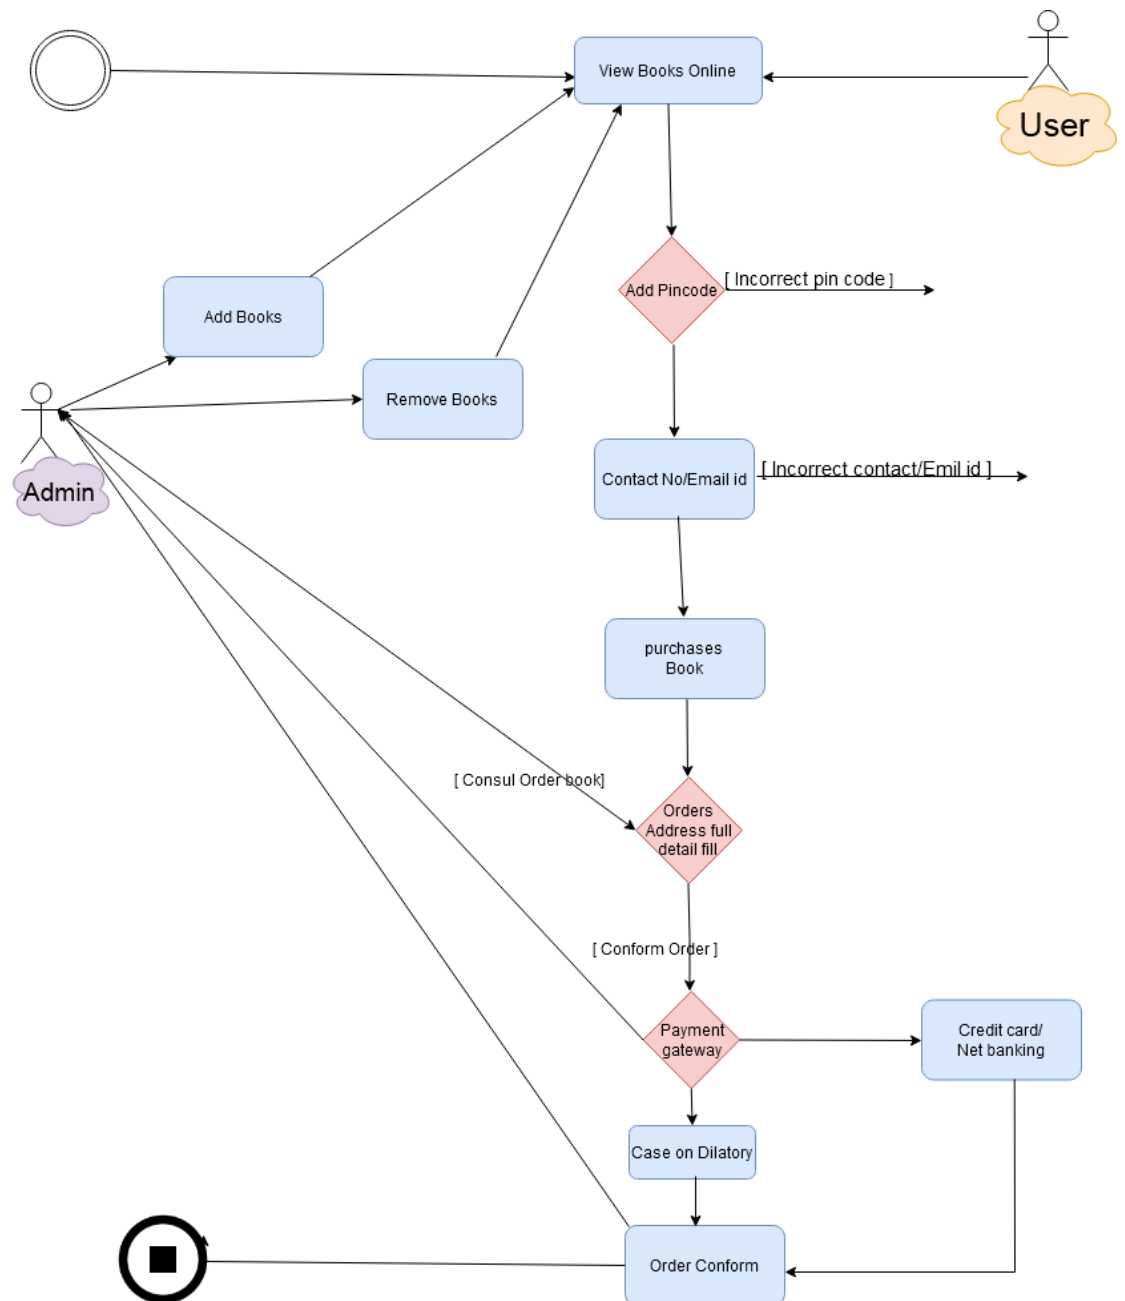 View Books Online
User
Add Pincode
[ Incorrect pin code ]
Add Books
Remove Books
Admin
Contact No/Email id
[ Incorrect contact/Emil id ]
purchases
Book
[ Consul Order book]
Orders
Address full
detail fill
[ Conform Order ]
Payment
gateway
Credit card/
Net banking
Case on Dilatory
Order Conform